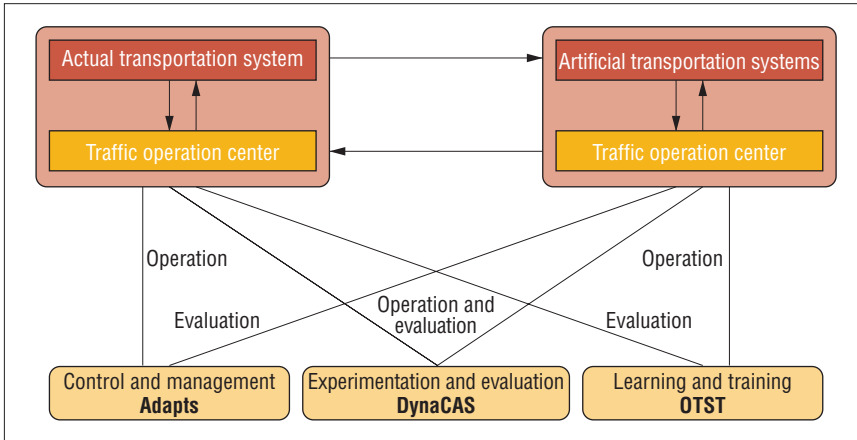 Actual transportation system
Artificial transportation systems
Traffic operation center
Traffic operation center
Operation
Operation
Operation and
evaluation
Evaluation
Evaluation
Control and management
Adapts
Experimentation and evaluation
DynaCAS
Learning and training
OTST